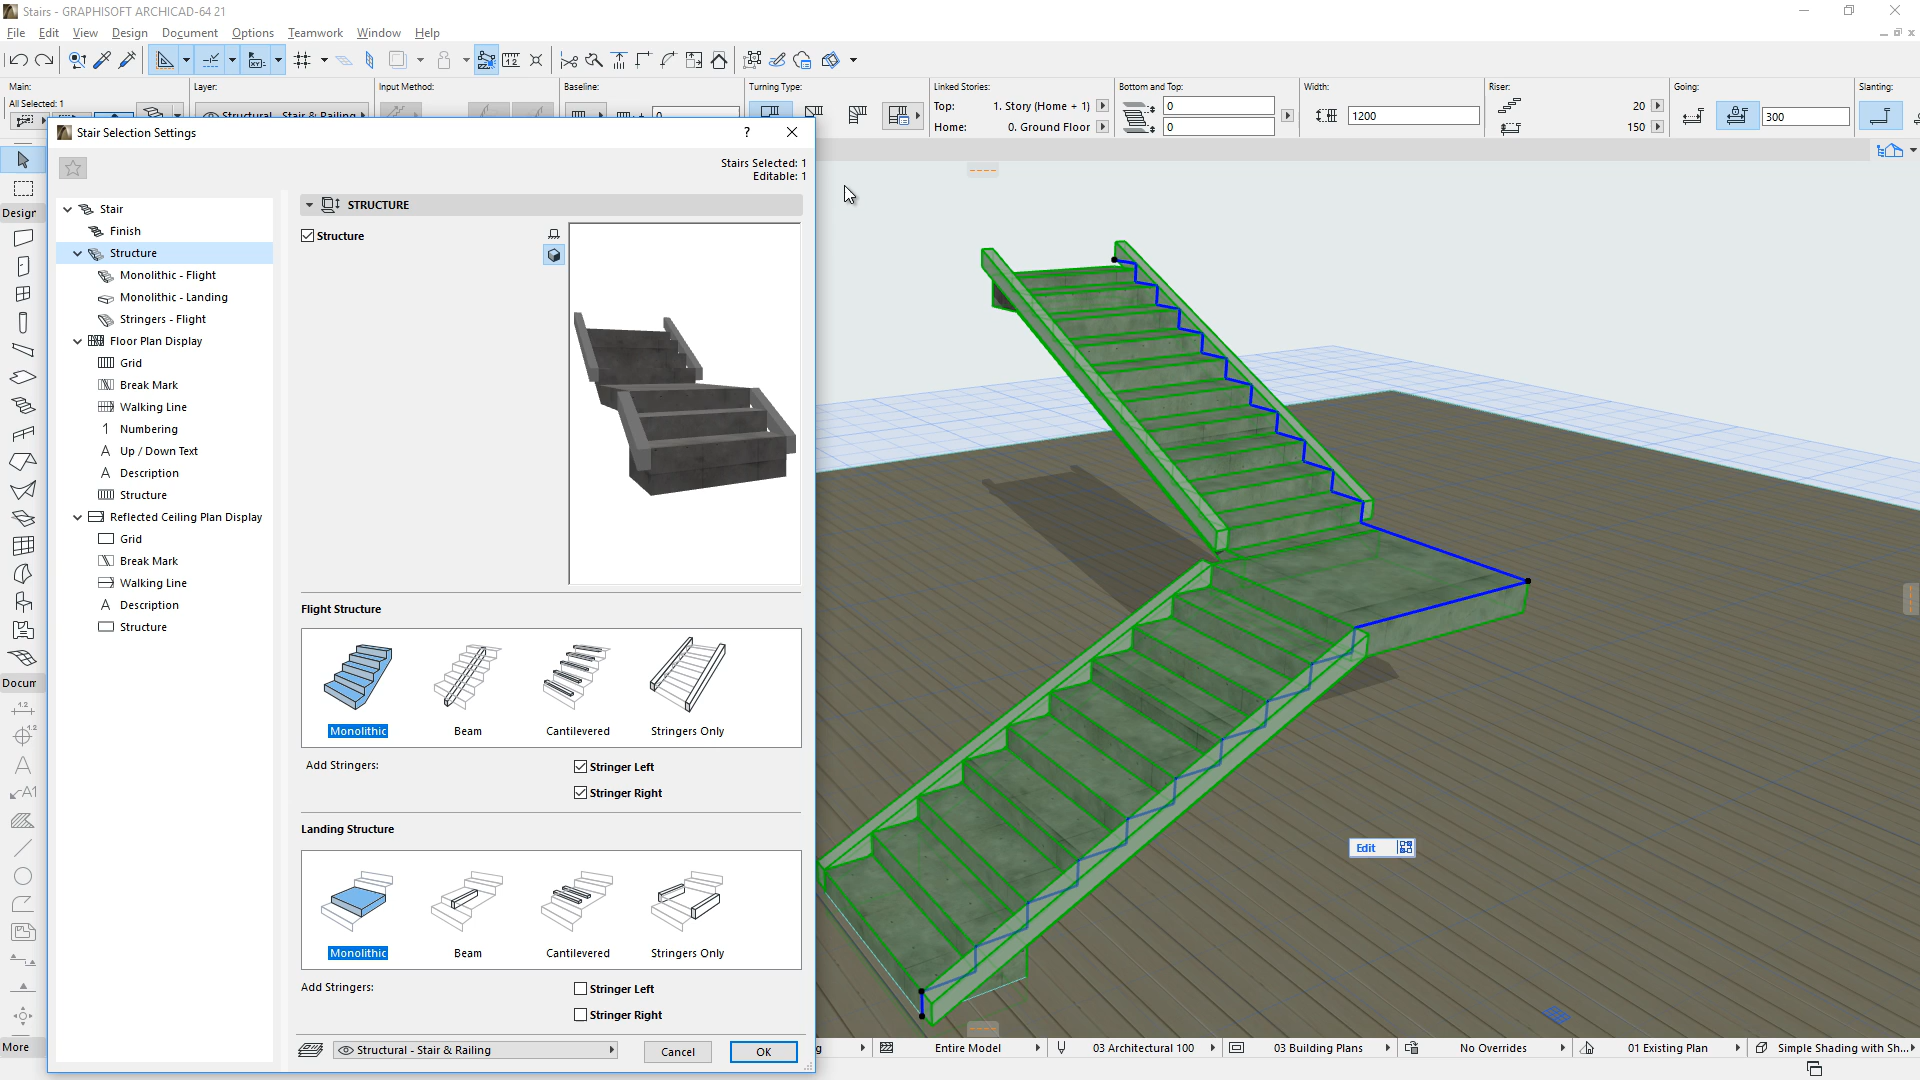 Stairs - GRAPHISOFT ARCHICAD-64 21
File Edit View Design Document Options Teamwork Window Help
Main: Layer: Input Method: Baseline: Turning Type: Linked Stories: Bottom and Top: Width: Riser: Going: Slanting:
All Selected: 1
Structural - Stair & Railing
0
Top: 1. Story (Home + 1)
0
1200
20
300
Home: 0. Ground Floor
0
150
Stair Selection Settings
?
Stairs Selected: 1
Editable: 1
Design
Docum
More
Stair
Finish
Structure
Monolithic - Flight
Monolithic - Landing
Stringers - Flight
Floor Plan Display
Grid
Break Mark
Walking Line
1 Numbering
A Up / Down Text
A Description
Structure
Reflected Ceiling Plan Display
Grid
Break Mark
Walking Line
A Description
Structure
STRUCTURE
Structure
Flight Structure
Monolithic Beam Cantilevered Stringers Only
Add Stringers:
Stringer Left
Stringer Right
Landing Structure
Monolithic Beam Cantilevered Stringers Only
Add Stringers:
Stringer Left
Stringer Right
Structural - Stair & Railing
Cancel
OK
Edit
g
Entire Model
03 Architectural 100
03 Building Plans
No Overrides
01 Existing Plan
Simple Shading with Sh...